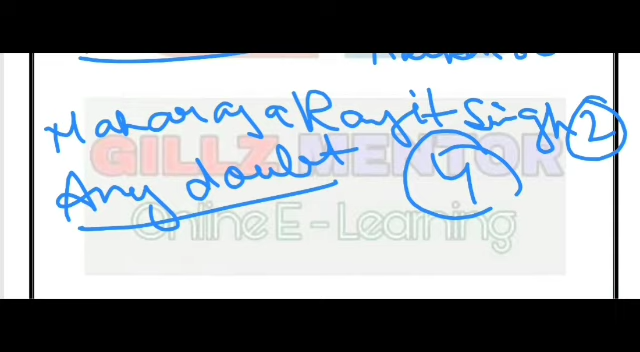 Maharaja Ranjit Singh 2
Any doubt 4
GILLZ MENTOR
Online E - Learning